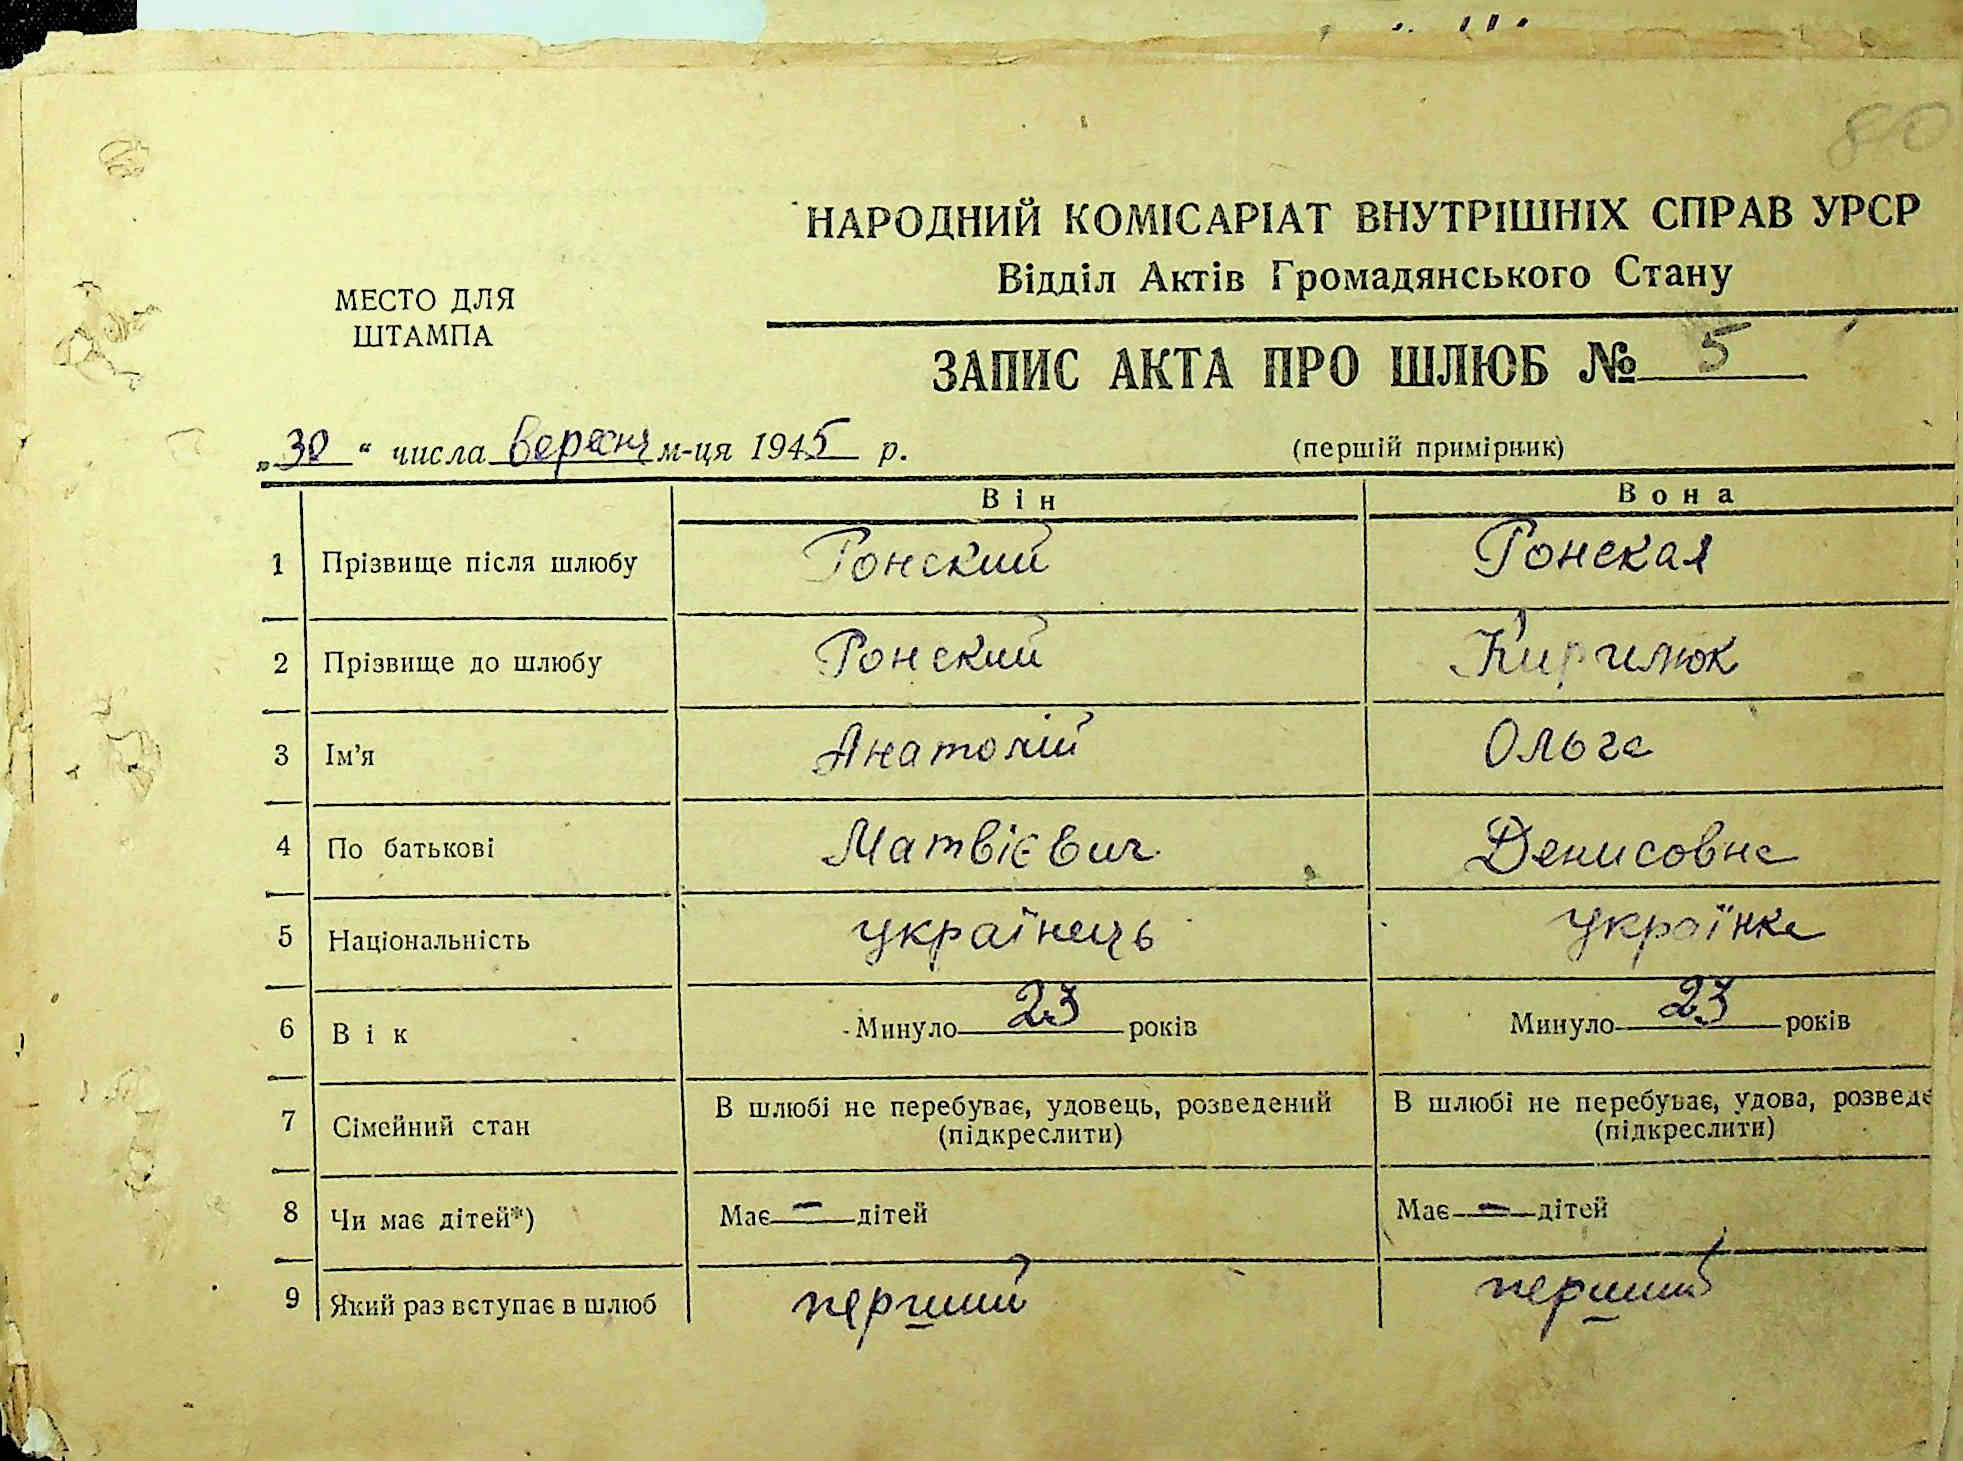 80
НАРОДНИЙ КОМІСАРІАТ ВНУТРІШНІХ СПРАВ УРСР
Відділ Актів Громадянського Стану
МЕСТО ДЛЯ
ШТАМПА
ЗАПИС АКТА ПРО ШЛЮБ № 5
„30" числа вересня м-ця 1945 р. (першій примірник)
Він Вона
1 Прізвище після шлюбу Ронский Ронская
2 Прізвище до шлюбу Ронский Кирилюк
3 Ім'я Анатолій Ольга
4 По батькові Матвієвич Денисовна
5 Національність українець українка
6 Вік Минуло 23 років Минуло 23 років
7 Сімейний стан В шлюбі не перебуває, удовець, розведений (підкреслити) В шлюбі не перебуває, удова, розведе (підкреслити)
8 Чи має дітей*) Має — дітей Має — дітей
9 Який раз вступає в шлюб перший перший